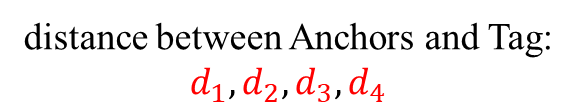 distance between Anchors and Tag:
d₁, d₂, d₃, d₄